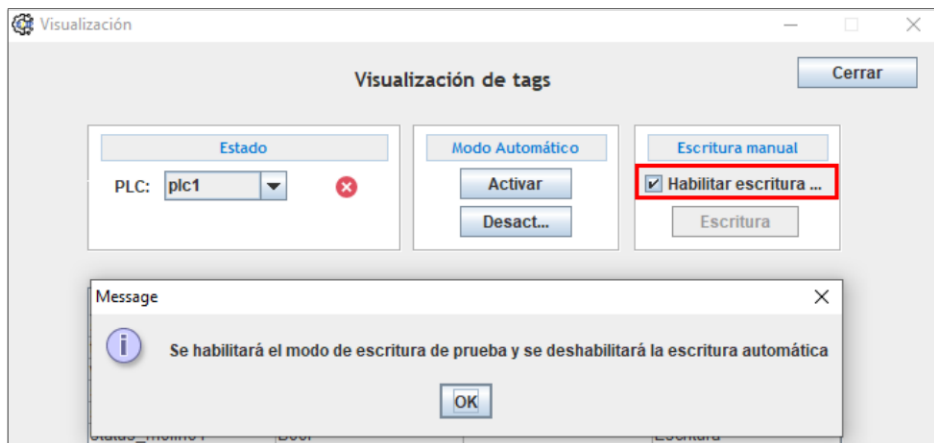 Visualización
Visualización de tags
Cerrar
Estado
PLC: plc1
Modo Automático
Activar
Desact...
Escritura manual
Habilitar escritura ...
Escritura
Message
Se habilitará el modo de escritura de prueba y se deshabilitará la escritura automática
OK